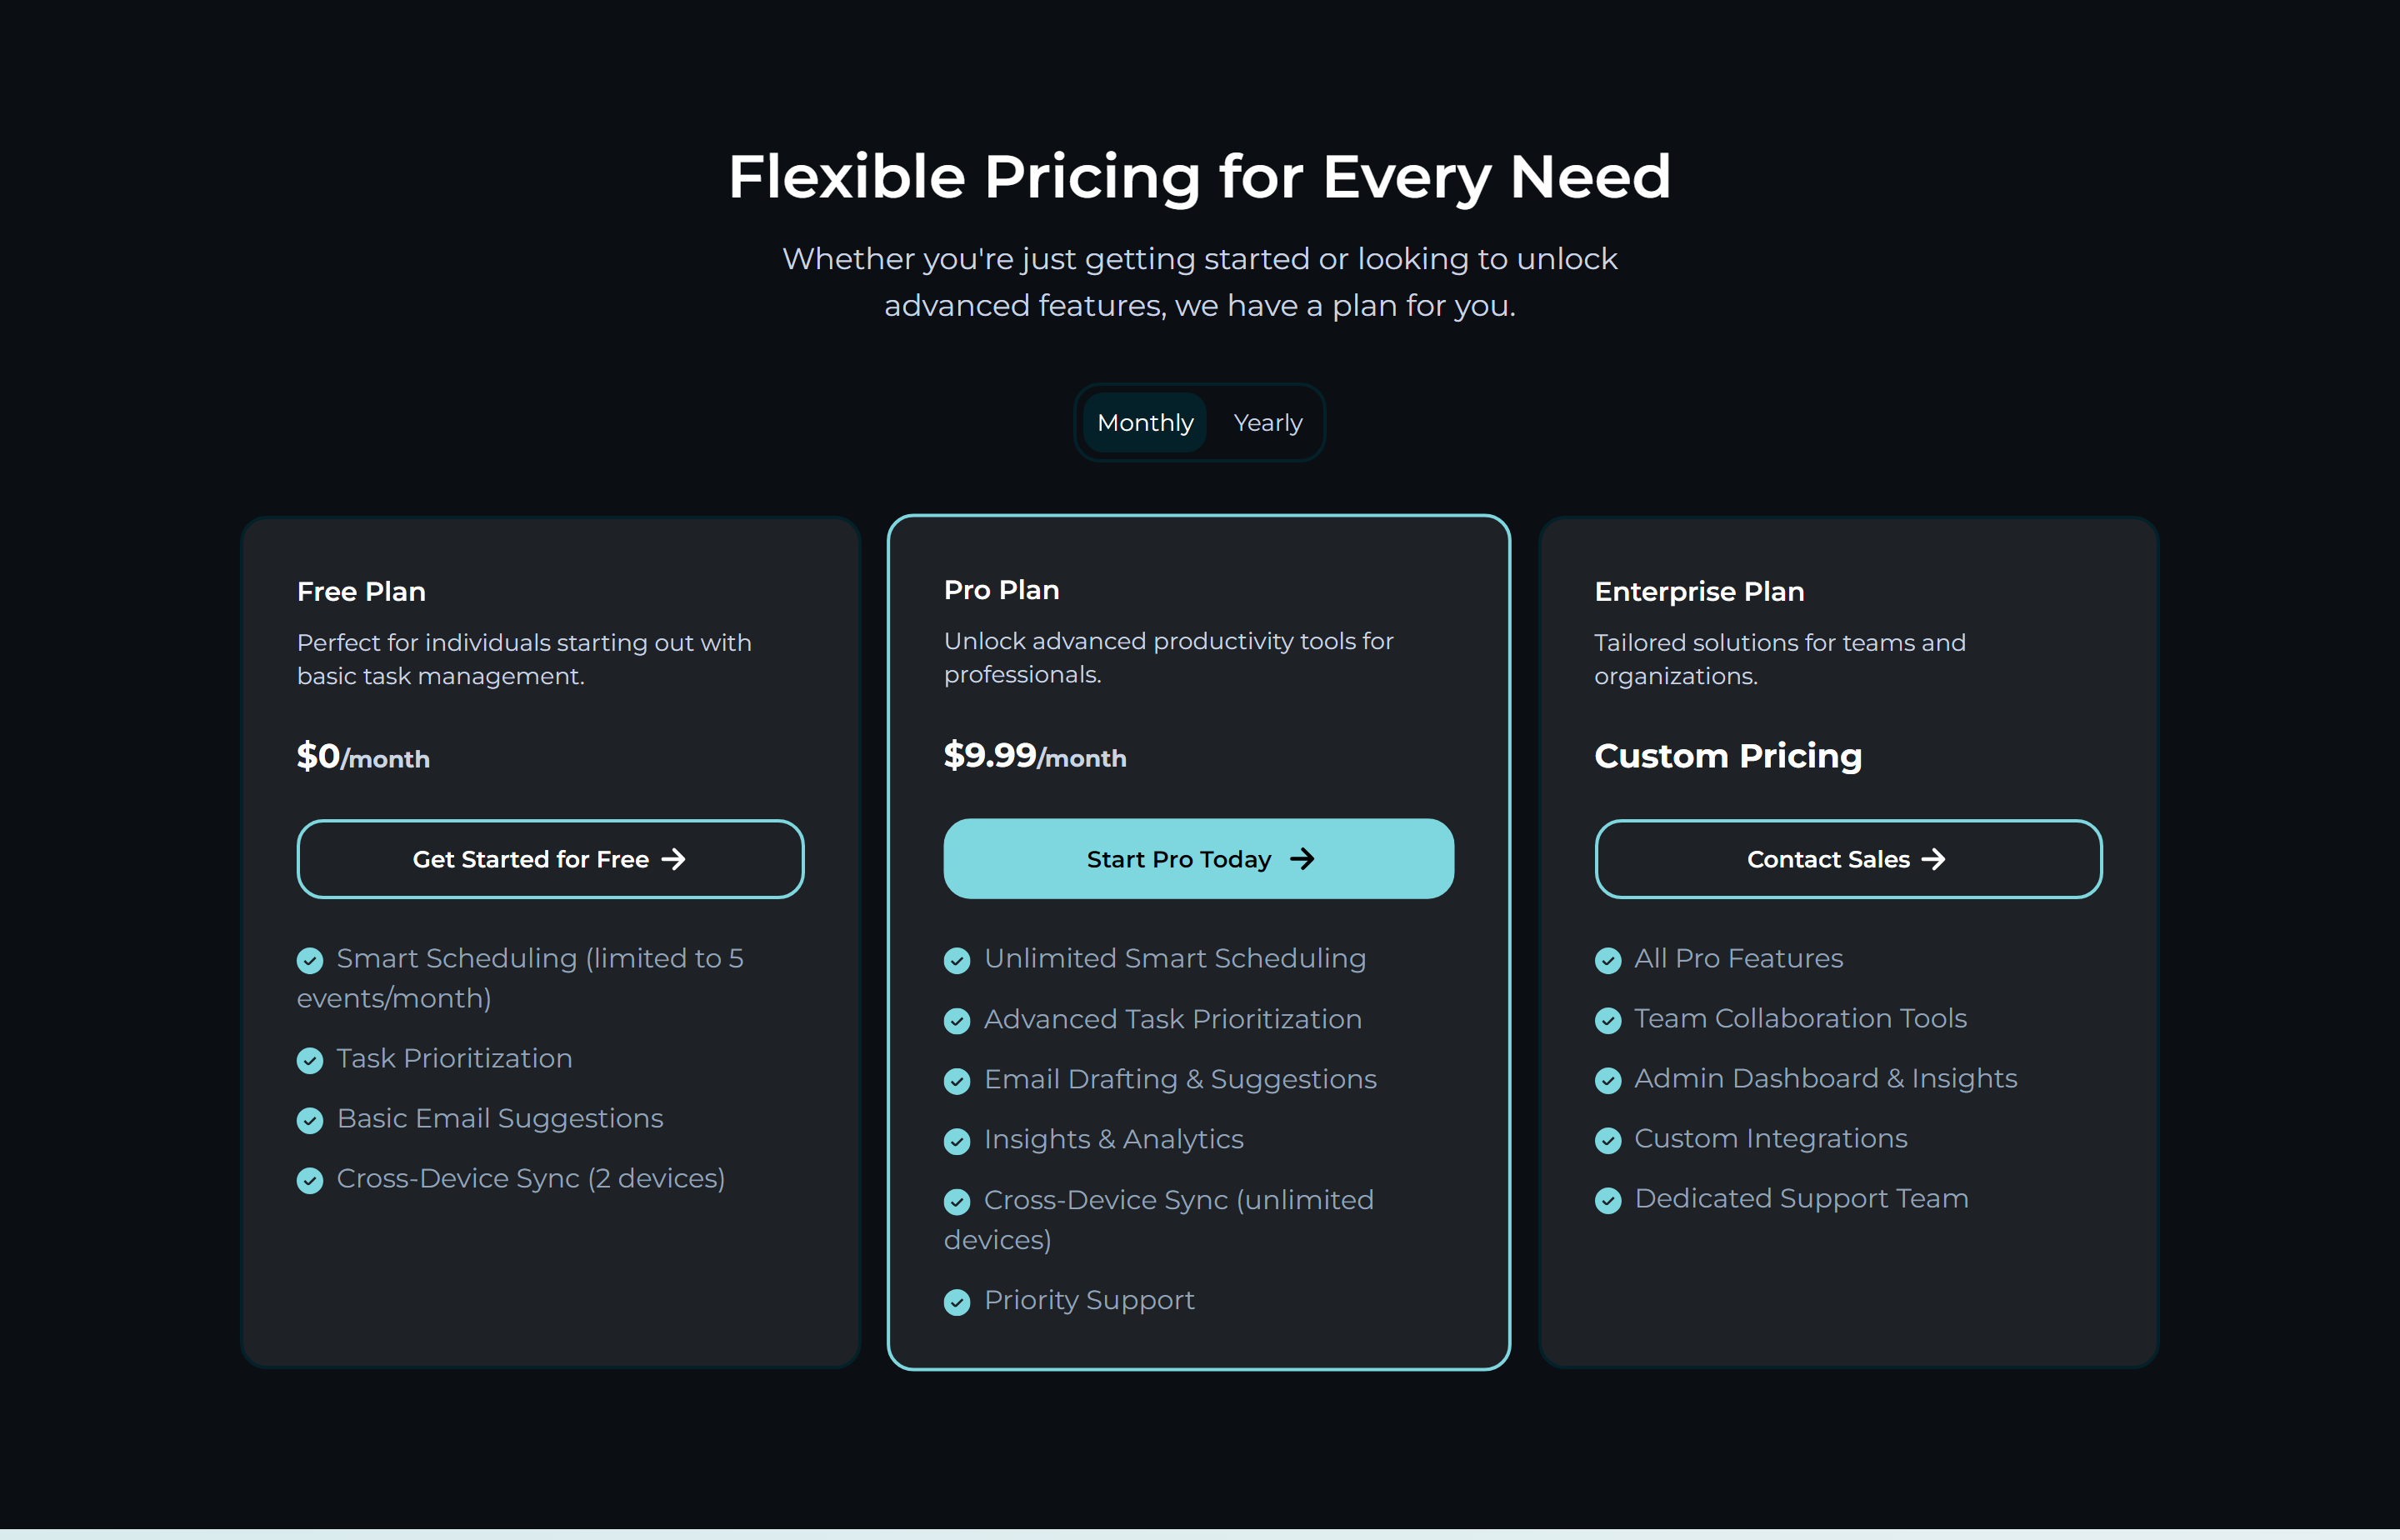 Flexible Pricing for Every Need
Whether you're just getting started or looking to unlock
advanced features, we have a plan for you.
Monthly
Yearly
Free Plan
Perfect for individuals starting out with
basic task management.
$0/month
Get Started for Free
Smart Scheduling (limited to 5
events/month)
Task Prioritization
Basic Email Suggestions
Cross-Device Sync (2 devices)
Pro Plan
Unlock advanced productivity tools for
professionals.
$9.99/month
Start Pro Today
Unlimited Smart Scheduling
Advanced Task Prioritization
Email Drafting & Suggestions
Insights & Analytics
Cross-Device Sync (unlimited
devices)
Priority Support
Enterprise Plan
Tailored solutions for teams and
organizations.
Custom Pricing
Contact Sales
All Pro Features
Team Collaboration Tools
Admin Dashboard & Insights
Custom Integrations
Dedicated Support Team